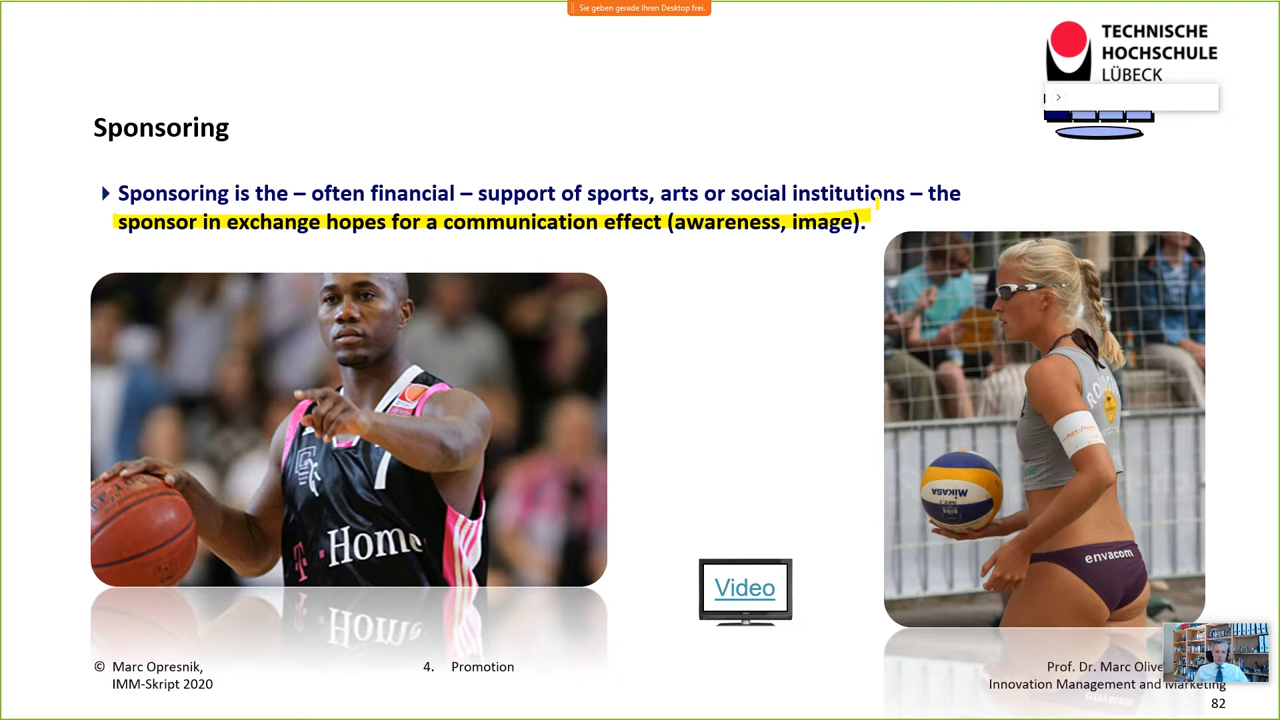 Sie geben gerade Ihren Desktop frei.
TECHNISCHE
HOCHSCHULE
LÜBECK
Sponsoring
Sponsoring is the – often financial – support of sports, arts or social institutions – the
sponsor in exchange hopes for a communication effect (awareness, image).
7
T · Home
MIKASA
envacom
Video
© Marc Opresnik,
IMM-Skript 2020
4. Promotion
Prof. Dr. Marc Olive
Innovation Management and Marketing
82